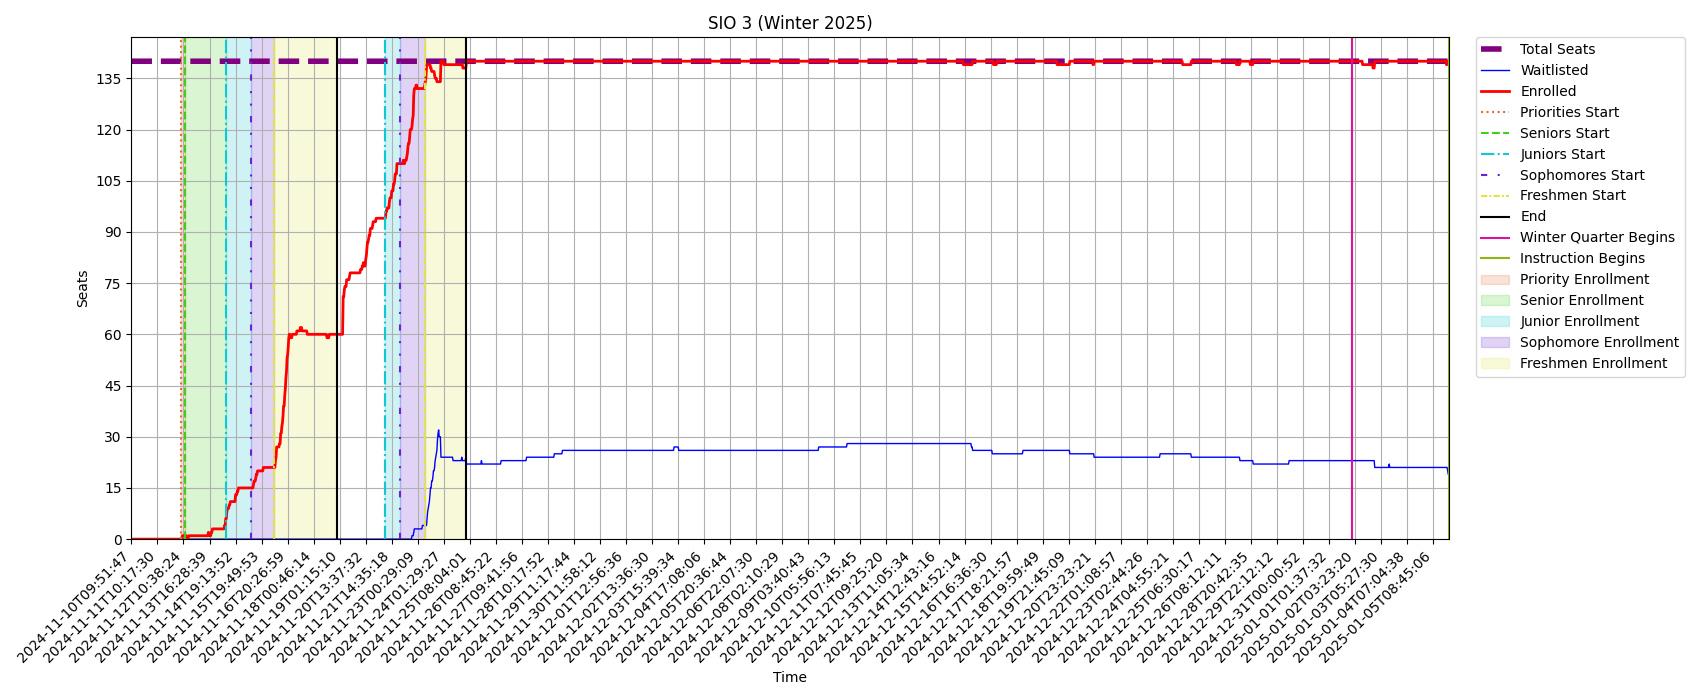 SIO 3 (Winter 2025)
Seats
135
120
105
90
75
60
45
30
15
0
2024-11-10T09:51:47
2024-11-11T10:17:30
2024-11-12T10:38:24
2024-11-13T16:28:39
2024-11-14T19:13:52
2024-11-15T19:49:53
2024-11-16T20:26:59
2024-11-18T00:46:14
2024-11-19T01:15:10
2024-11-20T13:37:32
2024-11-21T14:35:18
2024-11-23T00:29:09
2024-11-24T01:29:27
2024-11-25T08:04:01
2024-11-26T08:45:22
2024-11-27T09:41:56
2024-11-28T10:17:52
2024-11-29T11:17:44
2024-11-30T11:58:12
2024-12-01T12:56:36
2024-12-02T13:36:30
2024-12-03T15:39:34
2024-12-04T17:08:06
2024-12-05T20:36:44
2024-12-06T22:07:30
2024-12-08T02:10:29
2024-12-09T03:40:43
2024-12-10T05:56:13
2024-12-11T07:45:45
2024-12-12T09:25:20
2024-12-13T11:05:34
2024-12-14T12:43:16
2024-12-15T14:52:14
2024-12-16T16:36:30
2024-12-17T18:21:57
2024-12-18T19:59:49
2024-12-19T21:45:09
2024-12-20T23:23:21
2024-12-22T01:08:57
2024-12-23T02:44:26
2024-12-24T04:55:21
2024-12-25T06:30:17
2024-12-26T08:12:11
2024-12-28T20:42:35
2024-12-29T22:12:12
2024-12-31T00:00:52
2025-01-01T01:37:32
2025-01-02T03:23:20
2025-01-03T05:27:30
2025-01-04T07:04:38
2025-01-05T08:45:06
Time
Total Seats
Waitlisted
Enrolled
Priorities Start
Seniors Start
Juniors Start
Sophomores Start
Freshmen Start
End
Winter Quarter Begins
Instruction Begins
Priority Enrollment
Senior Enrollment
Junior Enrollment
Sophomore Enrollment
Freshmen Enrollment